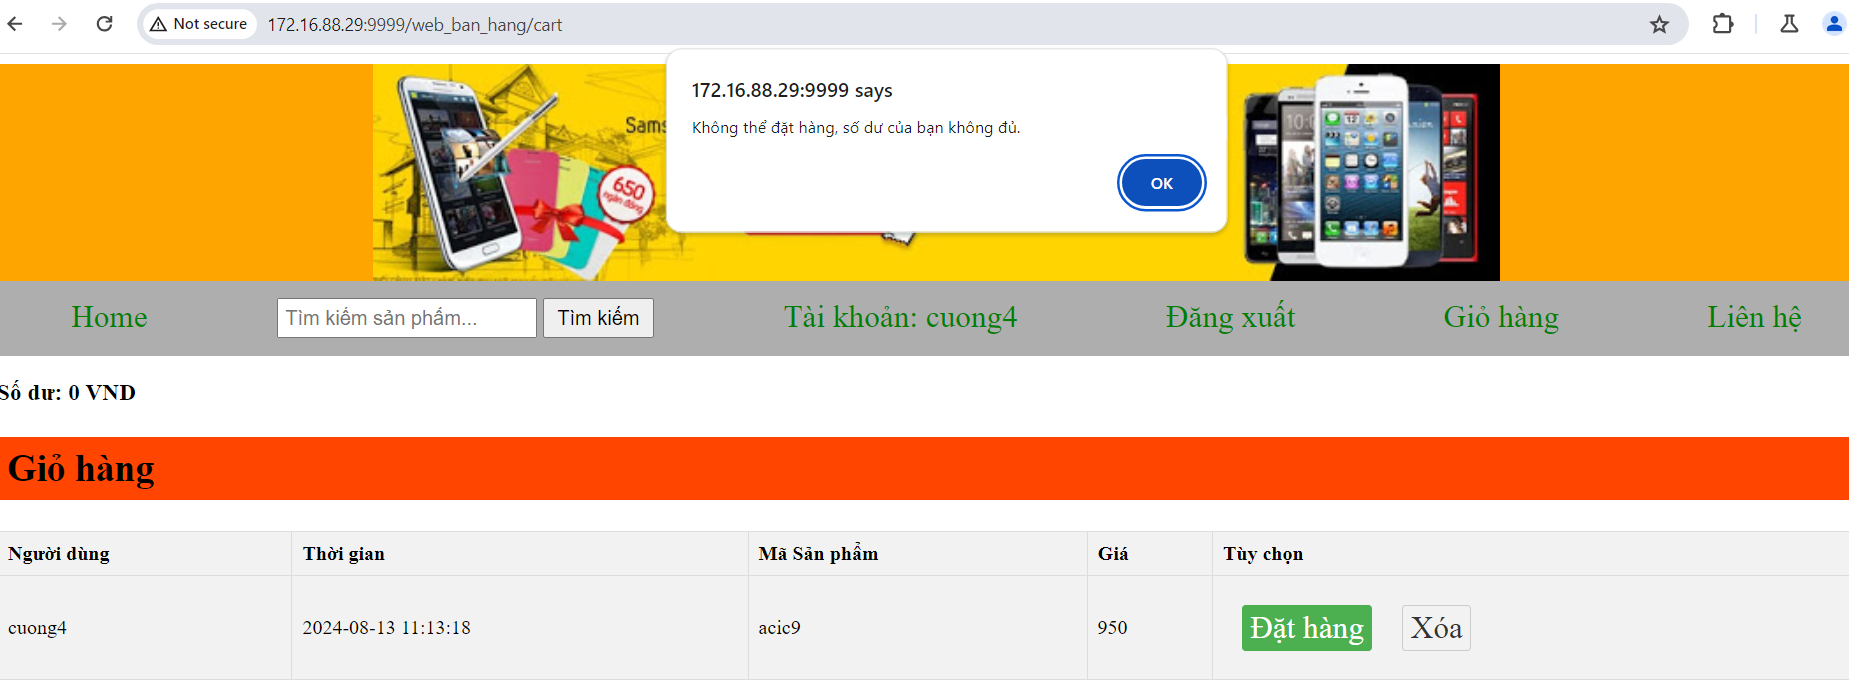 Not secure 172.16.88.29:9999/web_ban_hang/cart
172.16.88.29:9999 says
Không thể đặt hàng, số dư của bạn không đủ.
OK
Sams
650
ngàn đồng
Home Tìm kiếm sản phẩm... Tìm kiếm Tài khoản: cuong4 Đăng xuất Giỏ hàng Liên hệ
Số dư: 0 VND
Giỏ hàng
Người dùng Thời gian Mã Sản phẩm Giá Tùy chọn
cuong4 2024-08-13 11:13:18 acic9 950 Đặt hàng Xóa